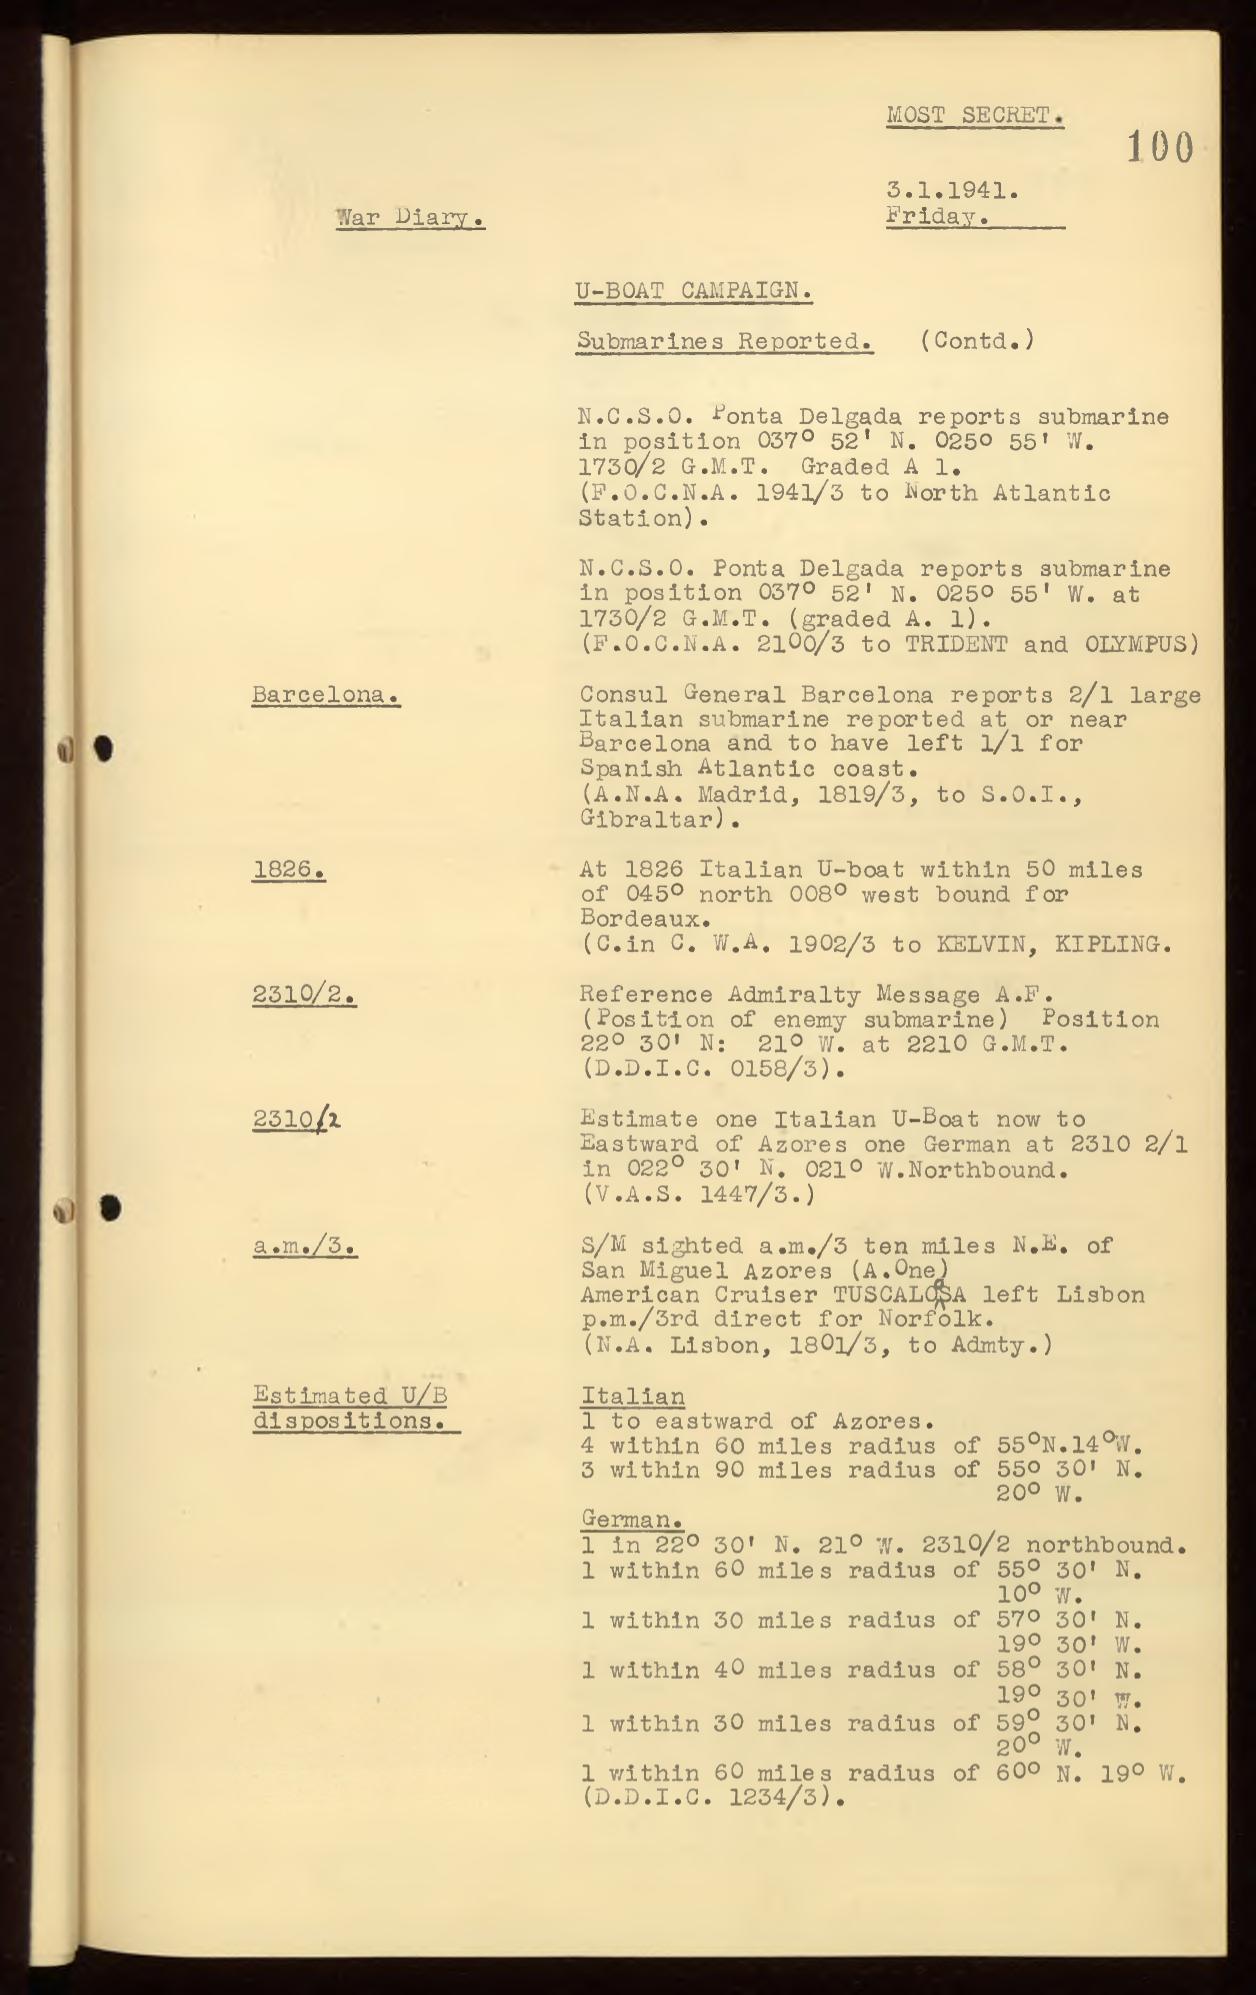 MOST SECRET.
100
3.1.1941.
War Diary.
Friday.
U-BOAT CAMPAIGN.
Submarines Reported. (Contd.)
N.C.S.O. Ponta Delgada reports submarine
in position 037° 52' N. 025° 55' W.
1730/2 G.M.T. Graded A 1.
(F.O.C.N.A. 1941/3 to North Atlantic
Station).
N.C.S.O. Ponta Delgada reports submarine
in position 037° 52' N. 025° 55' W. at
1730/2 G.M.T. (graded A. 1).
(F.O.C.N.A. 2100/3 to TRIDENT and OLYMPUS)
Barcelona.
Consul General Barcelona reports 2/1 large
Italian submarine reported at or near
Barcelona and to have left 1/1 for
Spanish Atlantic coast.
(A.N.A. Madrid, 1819/3, to S.O.I.,
Gibraltar).
1826.
At 1826 Italian U-boat within 50 miles
of 045° north 008° west bound for
Bordeaux.
(C.in C. W.A. 1902/3 to KELVIN, KIPLING.
2310/2.
Reference Admiralty Message A.F.
(Position of enemy submarine) Position
22° 30' N: 21° W. at 2210 G.M.T.
(D.D.I.C. 0158/3).
2310/2
Estimate one Italian U-Boat now to
Eastward of Azores one German at 2310 2/1
in 022° 30' N. 021° W.Northbound.
(V.A.S. 1447/3.)
a.m./3.
S/M sighted a.m./3 ten miles N.E. of
San Miguel Azores (A.One)
American Cruiser TUSCALOOSA left Lisbon
p.m./3rd direct for Norfolk.
(N.A. Lisbon, 1801/3, to Admty.)
Estimated U/B
dispositions.
Italian
1 to eastward of Azores.
4 within 60 miles radius of 55°N.14°W.
3 within 90 miles radius of 55° 30' N.
20° W.
German.
1 in 22° 30' N. 21° W. 2310/2 northbound.
1 within 60 miles radius of 55° 30' N.
10° W.
1 within 30 miles radius of 57° 30' N.
19° 30' W.
1 within 40 miles radius of 58° 30' N.
19° 30' W.
1 within 30 miles radius of 59° 30' N.
20° W.
1 within 60 miles radius of 60° N. 19° W.
(D.D.I.C. 1234/3).